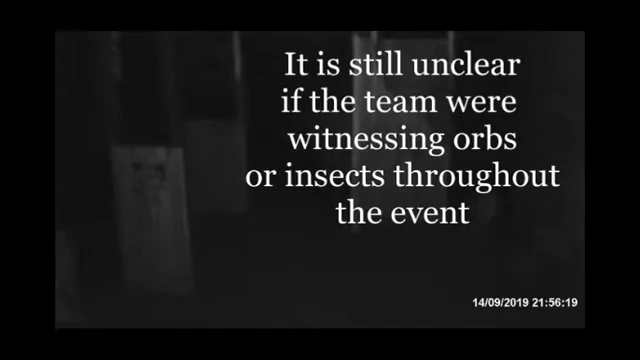 It is still unclear
if the team were
witnessing orbs
or insects throughout
the event
14/09/2019 21:56:19